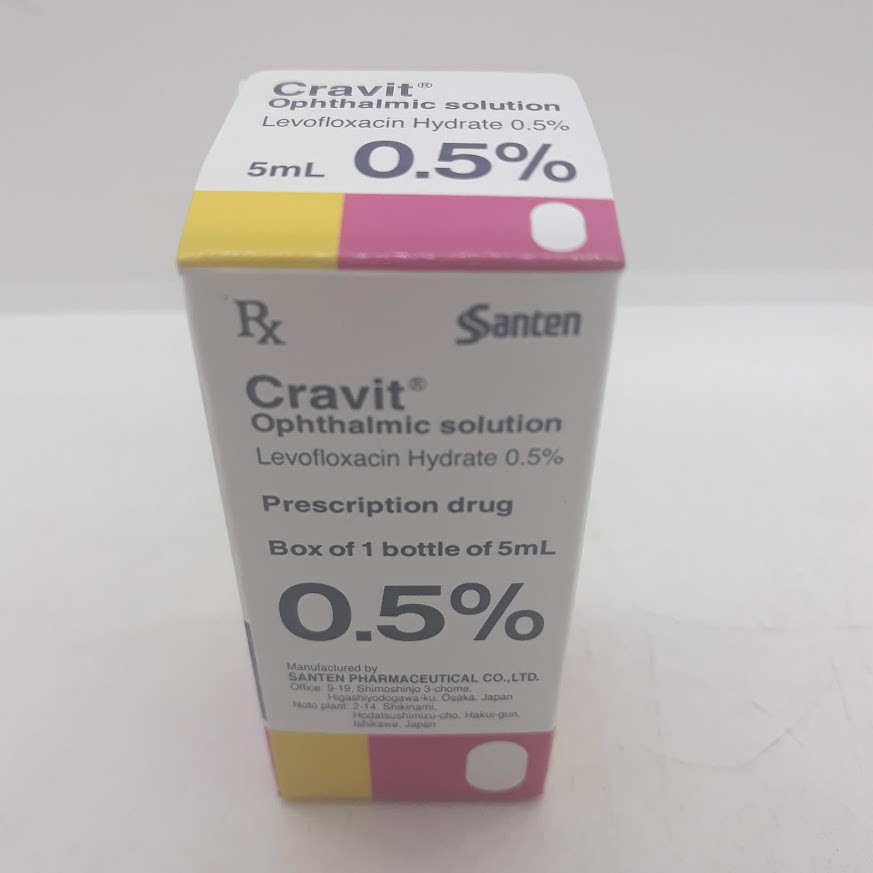 Cravit®
Ophthalmic solution
Levofloxacin Hydrate 0.5%
5mL 0.5%
Rx Santen
Cravit®
Ophthalmic solution
Levofloxacin Hydrate 0.5%
Prescription drug
Box of 1 bottle of 5mL
0.5%
Manufactured by
SANTEN PHARMACEUTICAL CO.,LTD.
Office: 9-19, Shimoshinjo 3-chome,
Higashiyodogawa-ku, Osaka, Japan
Noto plant: 2-14, Shikinami,
Hodatsushimizu-cho, Hakui-gun,
Ishikawa, Japan